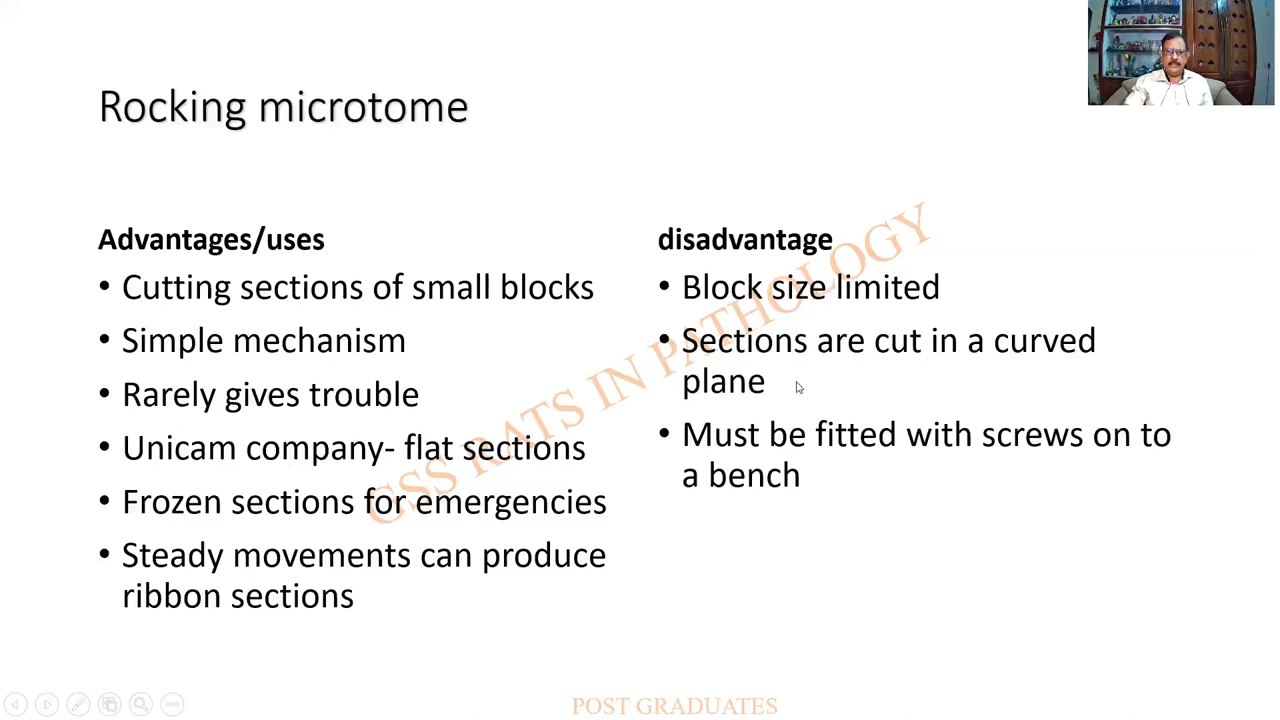 Rocking microtome
Advantages/uses
• Cutting sections of small blocks
• Simple mechanism
• Rarely gives trouble
• Unicam company- flat sections
• Frozen sections for emergencies
• Steady movements can produce
ribbon sections
disadvantage
• Block size limited
• Sections are cut in a curved
plane
• Must be fitted with screws on to
a bench
GSS RATS IN PATHOLOGY
POST GRADUATES